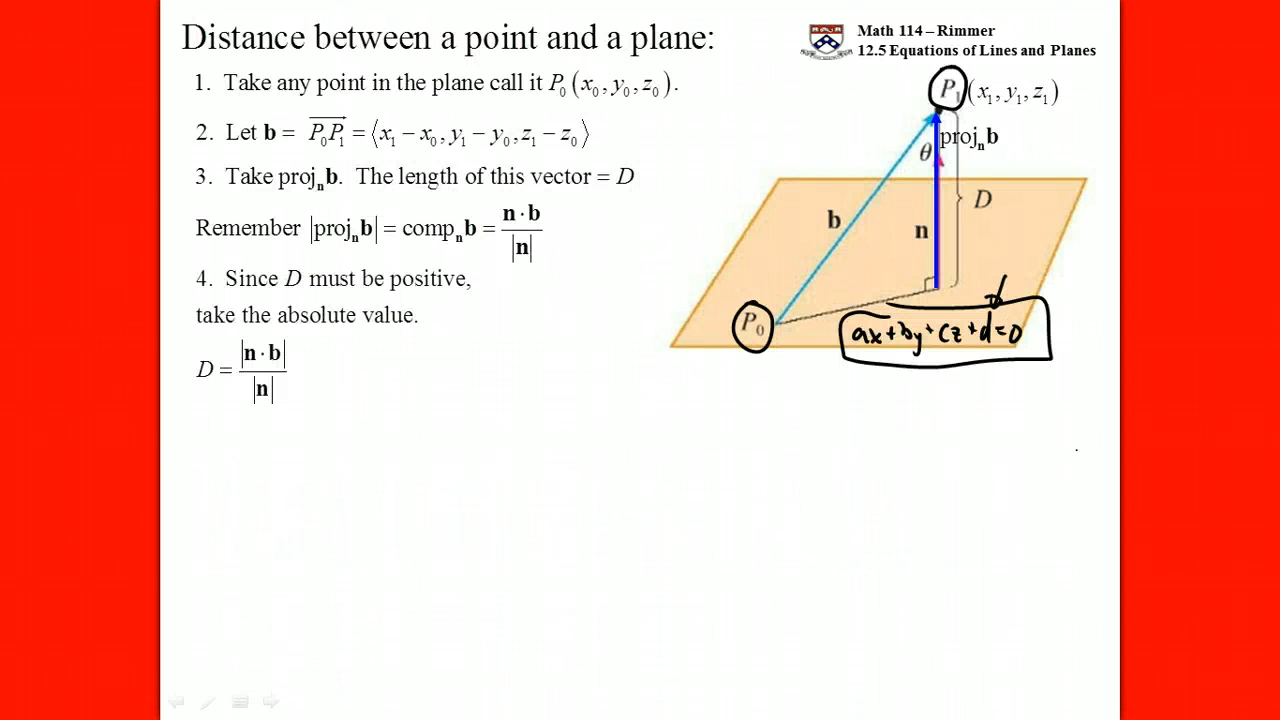 Distance between a point and a plane:
Math 114 – Rimmer
12.5 Equations of Lines and Planes
1. Take any point in the plane call it P₀(x₀, y₀, z₀).
2. Let b = P₀P₁ = ⟨x₁ − x₀, y₁ − y₀, z₁ − z₀⟩
3. Take projₙb. The length of this vector = D
Remember |projₙb| = compₙb = n · b / |n|
4. Since D must be positive,
take the absolute value.
D = |n · b| / |n|
P₁(x₁, y₁, z₁)
projₙb
θ
D
b
n
P₀
ax+by+cz+d=0